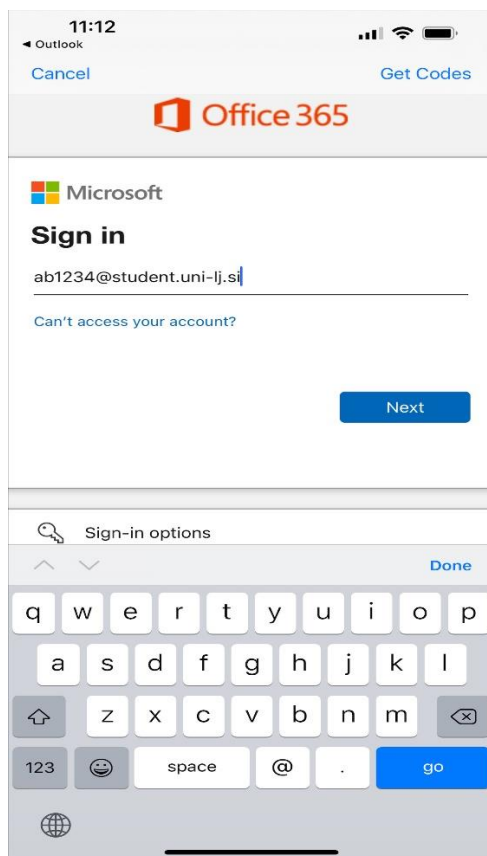 11:12
◀ Outlook
Cancel Get Codes
Office 365
Microsoft
Sign in
ab1234@student.uni-lj.si
Can't access your account?
Next
Sign-in options
Done
q w e r t y u i o p
a s d f g h j k l
z x c v b n m
123 space @ . go